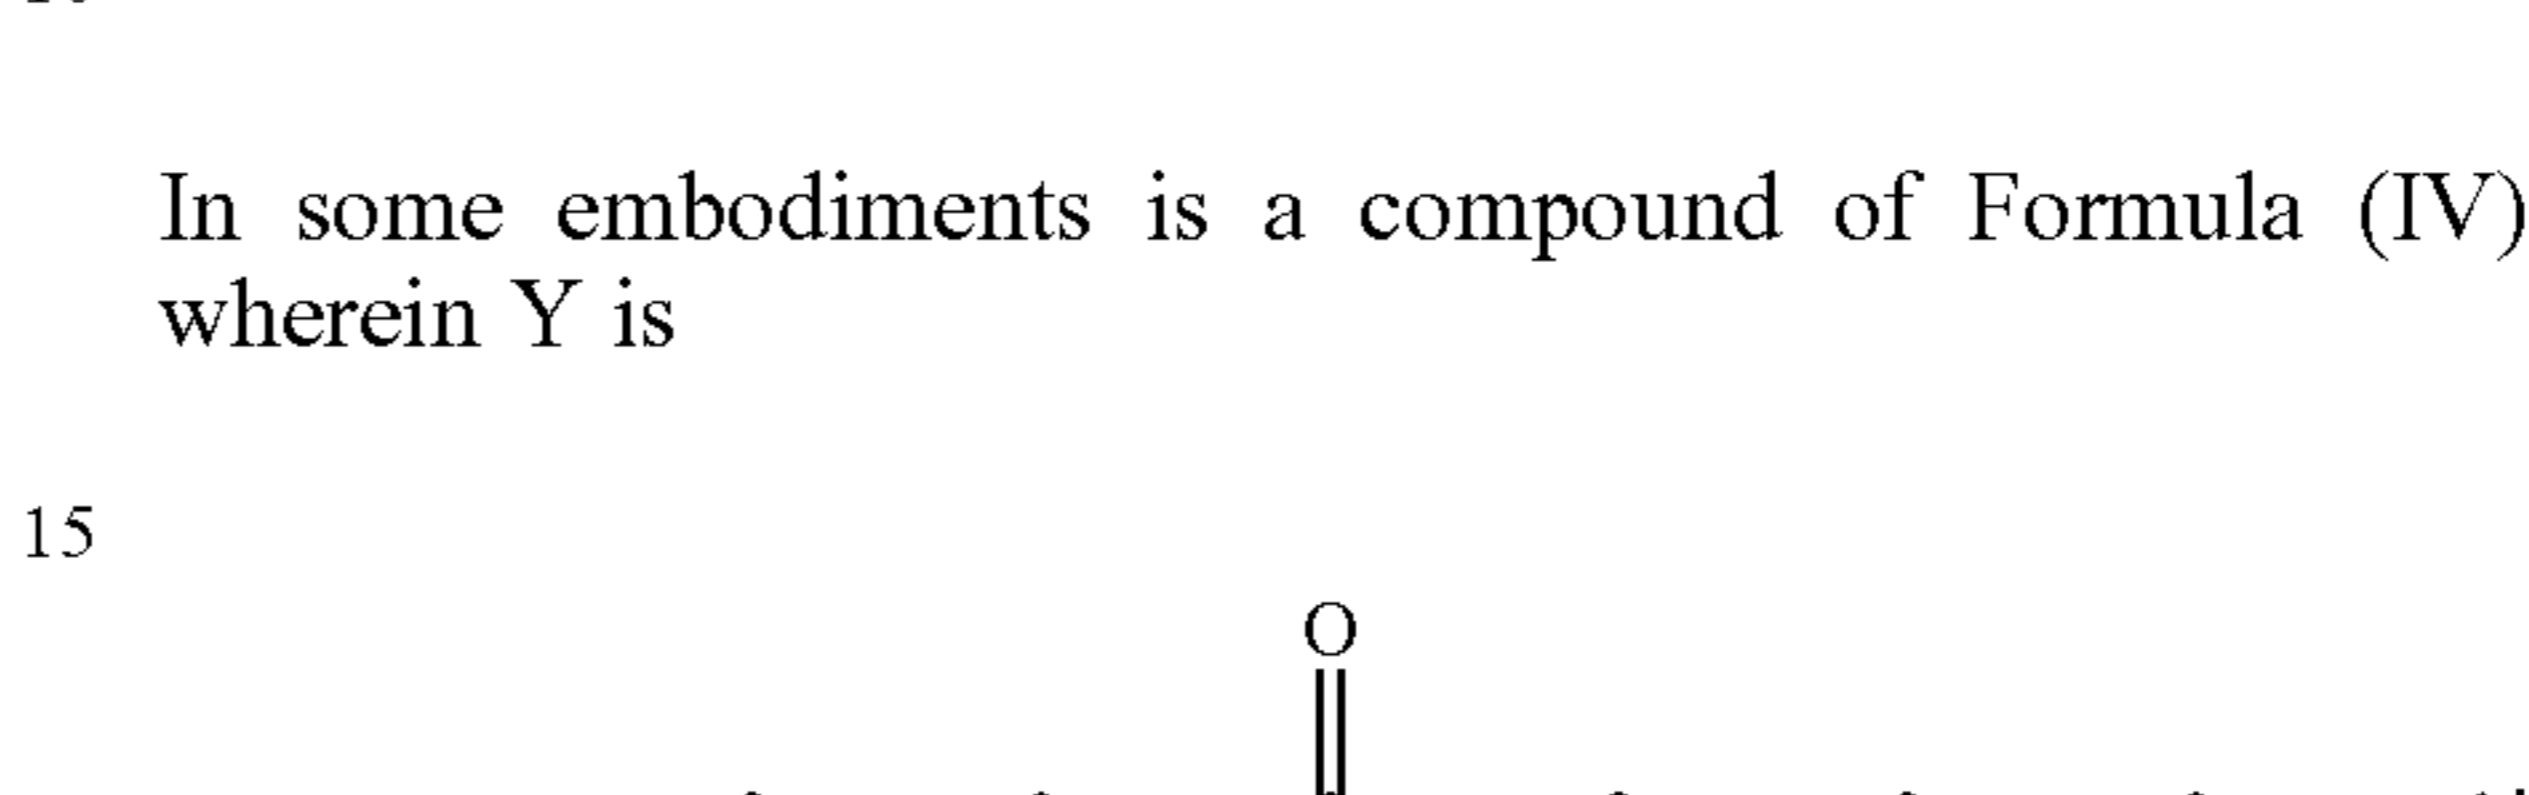 In some embodiments is a compound of Formula (IV)
wherein Y is
15
O